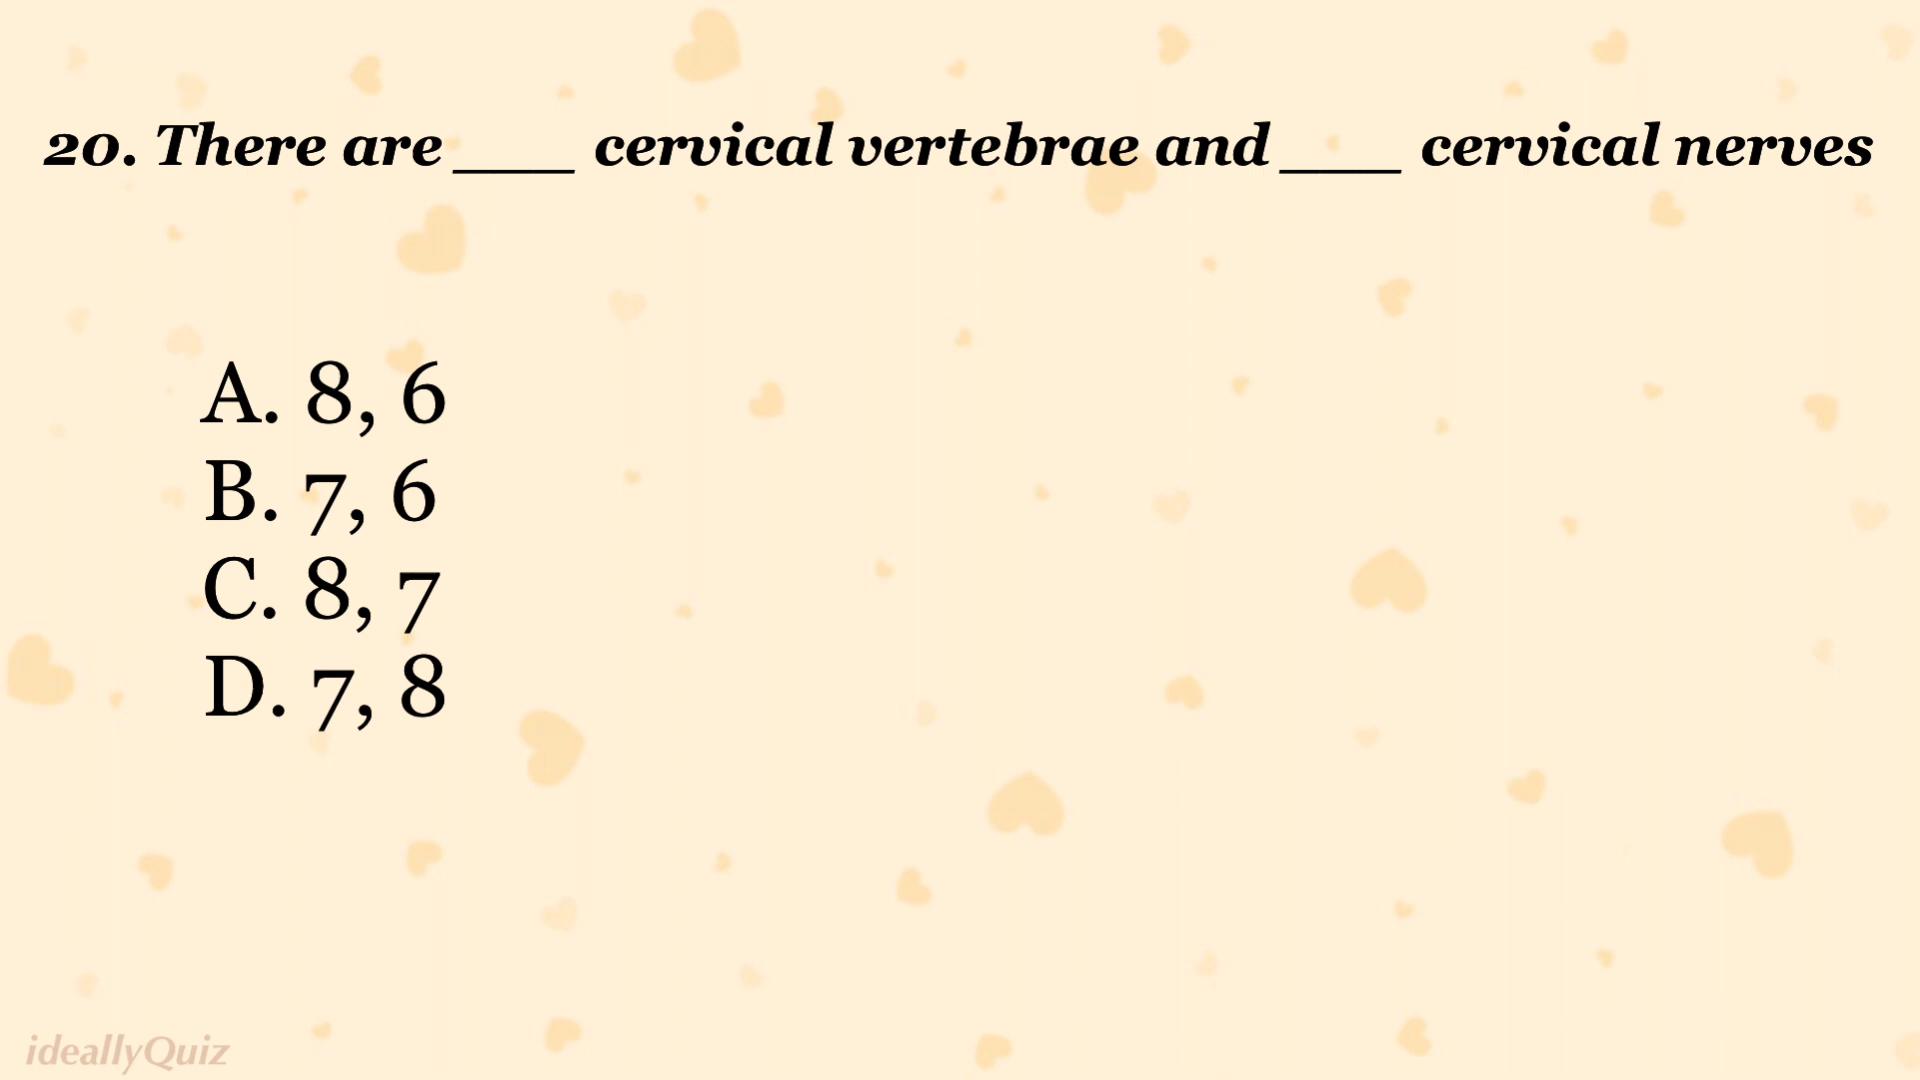 20. There are ___ cervical vertebrae and ___ cervical nerves
A. 8, 6
B. 7, 6
C. 8, 7
D. 7, 8
ideallyQuiz